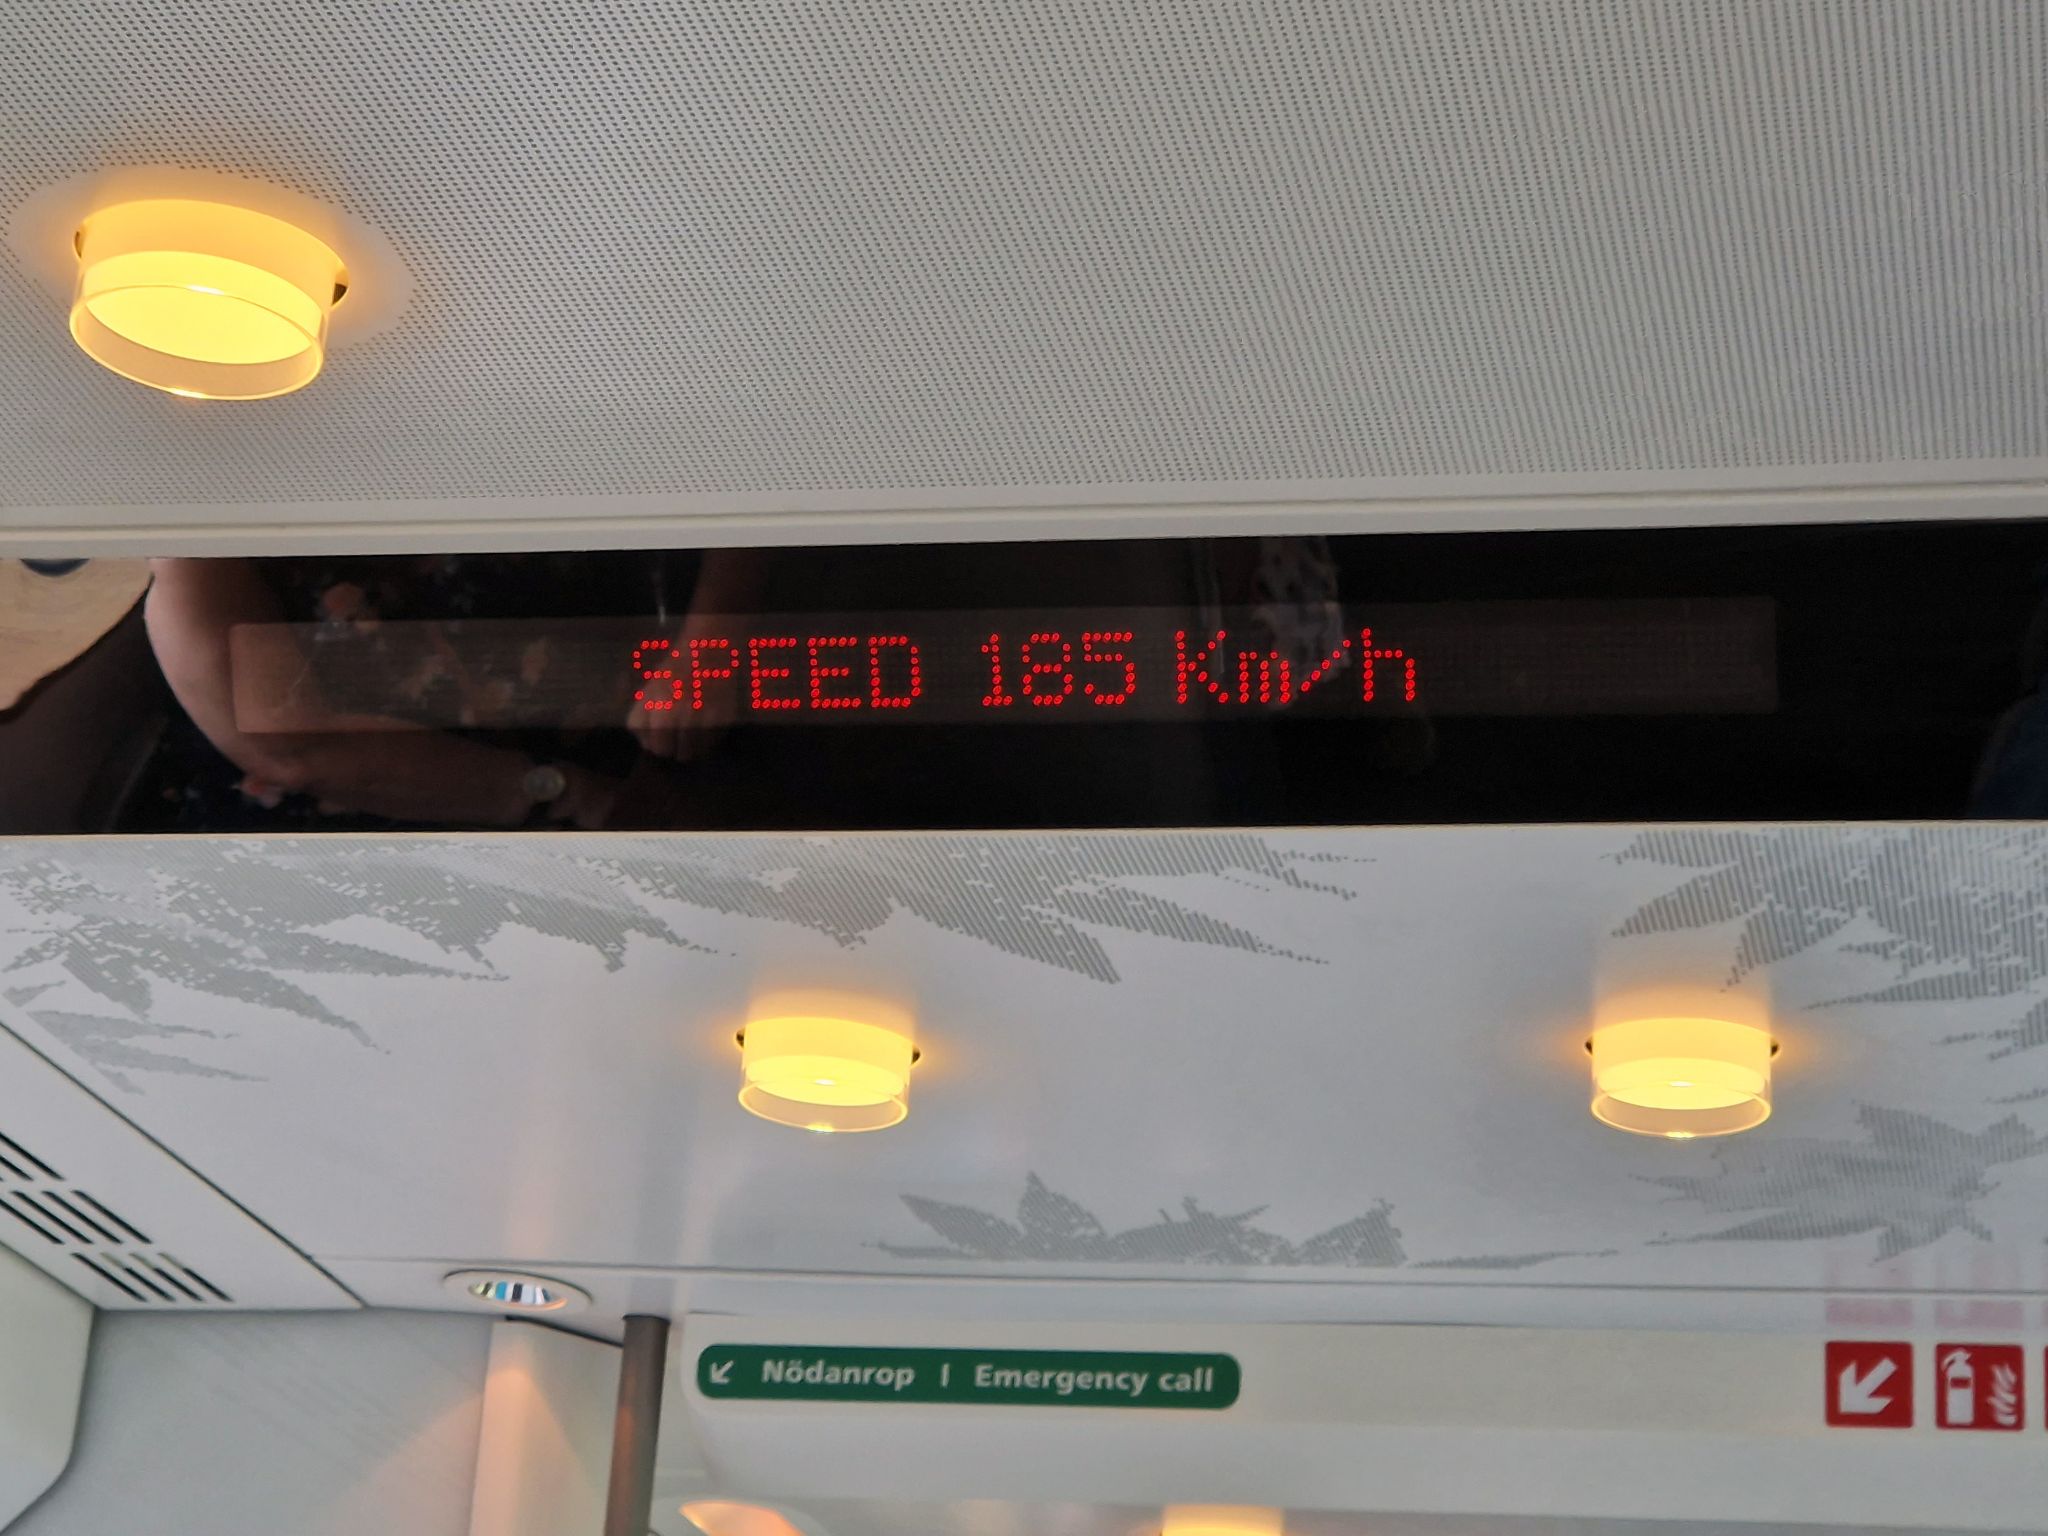 SPEED 185 Km/h
Nödanrop | Emergency call